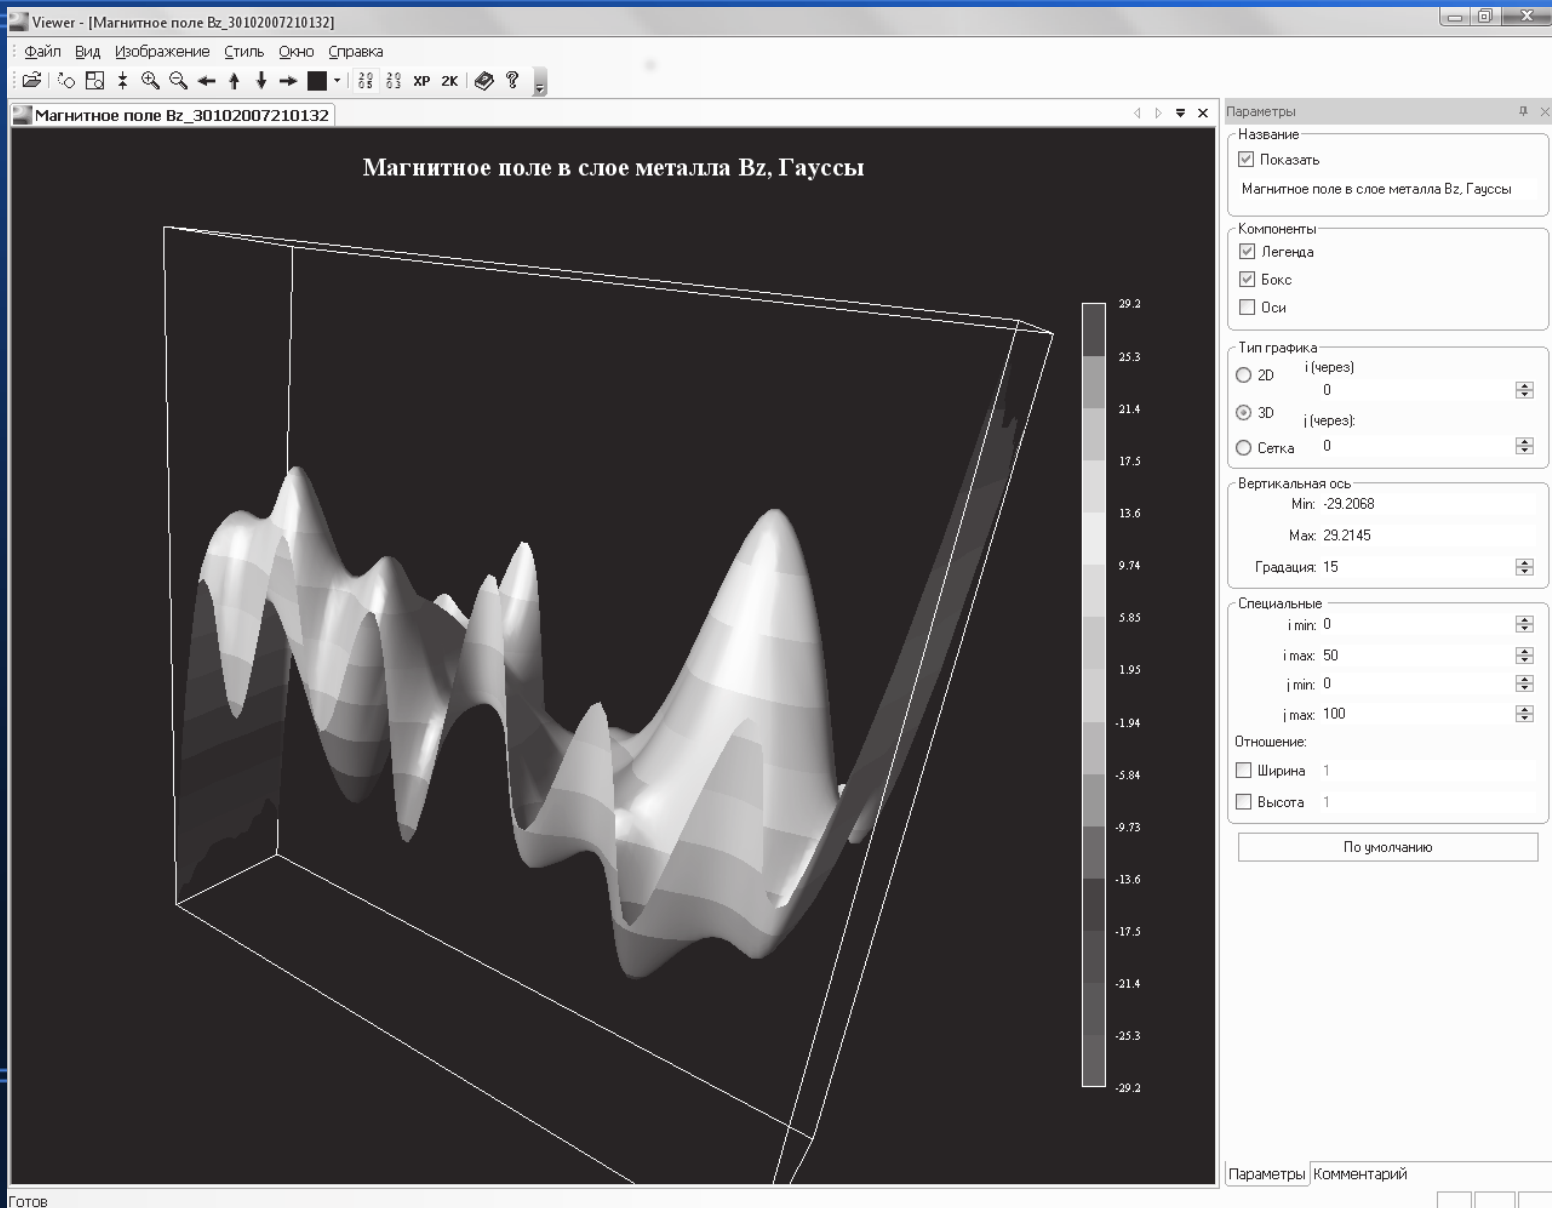 Viewer - [Магнитное поле Bz_30102007210132]
Файл Вид Изображение Стиль Окно Справка
2005 2003 XP 2K
Магнитное поле Bz_30102007210132
Магнитное поле в слое металла Bz, Гауссы
29.2
25.3
21.4
17.5
13.6
9.74
5.85
1.95
-1.94
-5.84
-9.73
-13.6
-17.5
-21.4
-25.3
-29.2
Параметры
Название
Показать
Магнитное поле в слое металла Bz, Гауссы
Компоненты
Легенда
Бокс
Оси
Тип графика
2D i (через)
0
3D j (через):
Сетка 0
Вертикальная ось
Min: -29.2068
Max: 29.2145
Градация: 15
Специальные
i min: 0
i max: 50
j min: 0
j max: 100
Отношение:
Ширина 1
Высота 1
По умолчанию
Параметры Комментарий
Готов